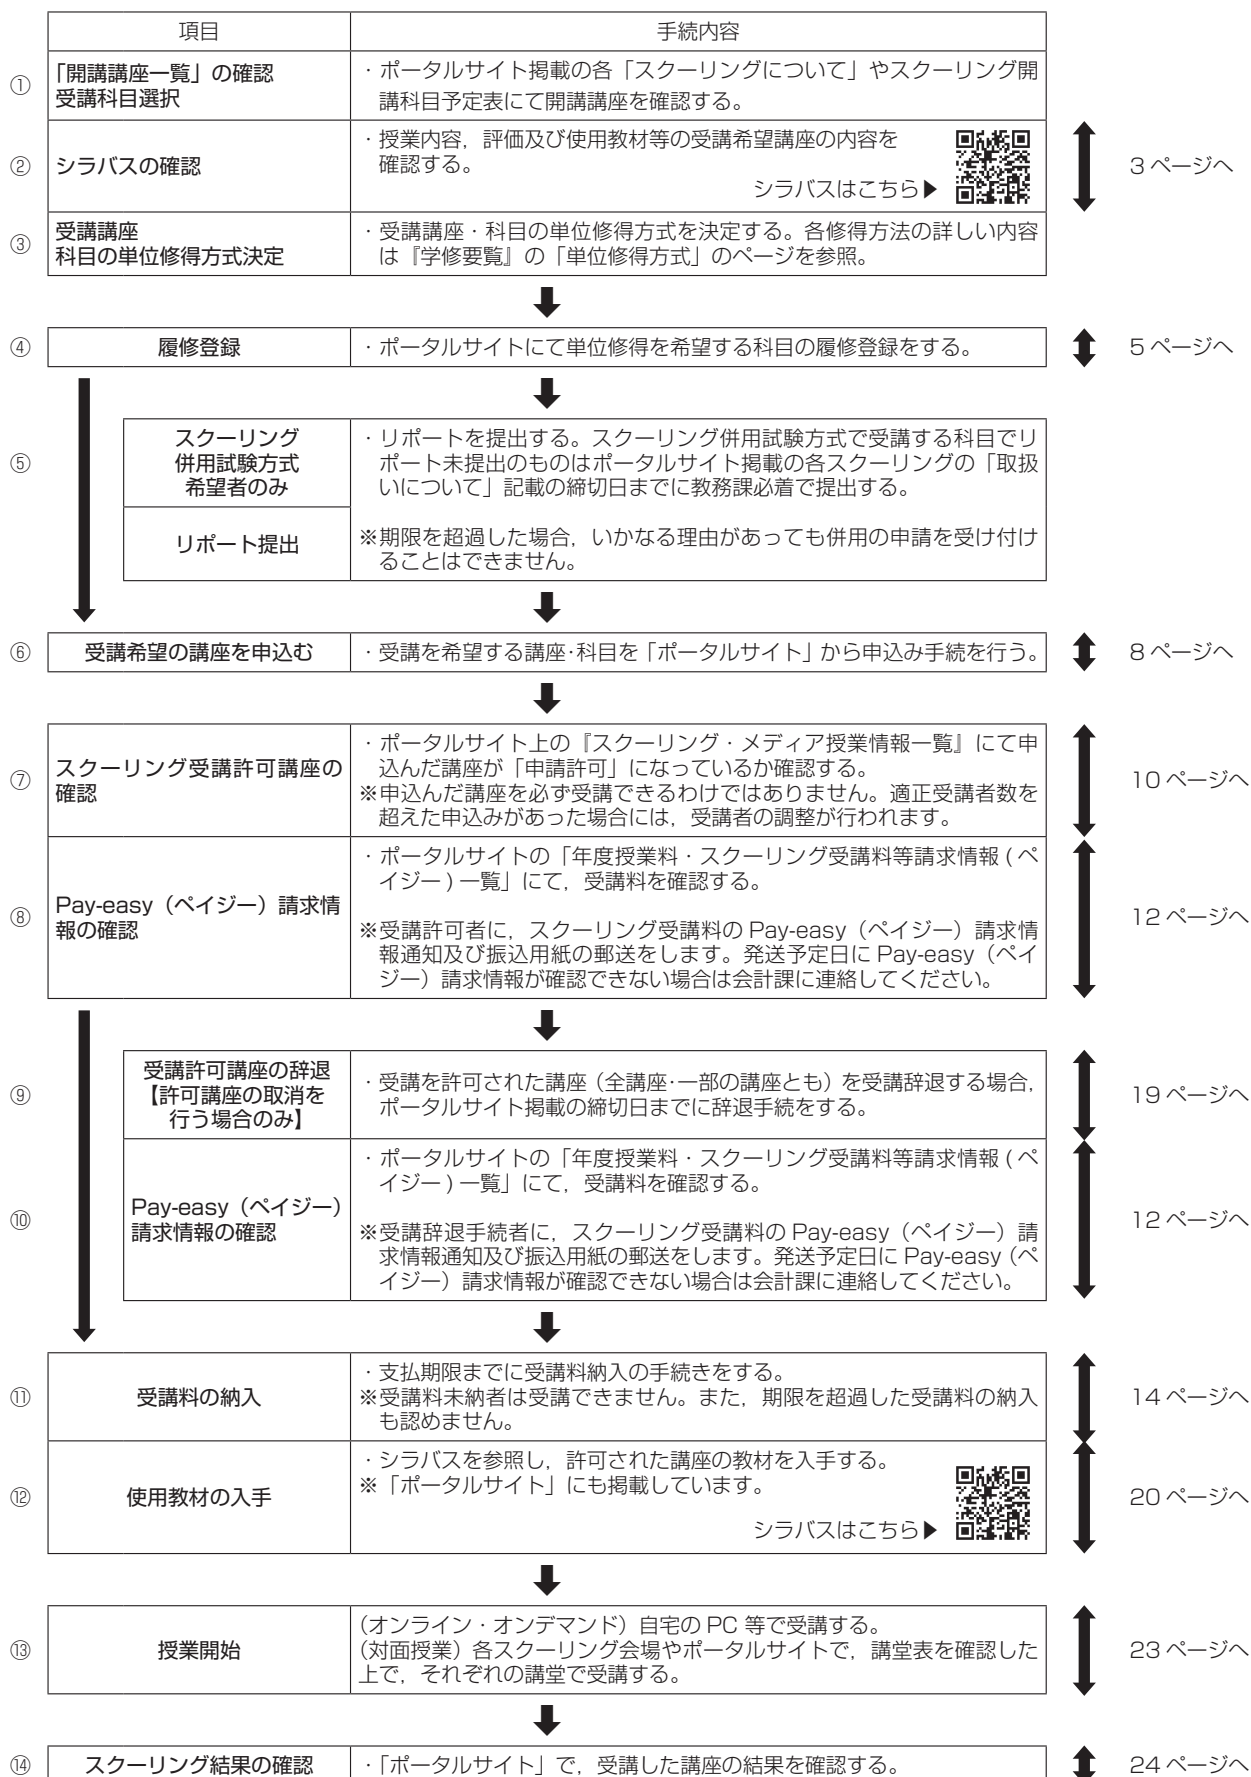 項目 手続内容
① 「開講講座一覧」の確認
受講科目選択
・ポータルサイト掲載の各「スクーリングについて」やスクーリング開
講科目予定表にて開講講座を確認する。
② シラバスの確認
・授業内容，評価及び使用教材等の受講希望講座の内容を
確認する。
シラバスはこちら▶
3 ページへ
③ 受講講座
科目の単位修得方式決定
・受講講座・科目の単位修得方式を決定する。各修得方法の詳しい内容
は『学修要覧』の「単位修得方式」のページを参照。
④ 履修登録
・ポータルサイトにて単位修得を希望する科目の履修登録をする。
5 ページへ
⑤ スクーリング
併用試験方式
希望者のみ
リポート提出
・リポートを提出する。スクーリング併用試験方式で受講する科目でリ
ポート未提出のものはポータルサイト掲載の各スクーリングの「取扱
いについて」記載の締切日までに教務課必着で提出する。
※期限を超過した場合，いかなる理由があっても併用の申請を受け付け
ることはできません。
⑥ 受講希望の講座を申込む
・受講を希望する講座・科目を「ポータルサイト」から申込み手続を行う。
8 ページへ
⑦ スクーリング受講許可講座の
確認
・ポータルサイト上の『スクーリング・メディア授業情報一覧』にて申
込んだ講座が「申請許可」になっているか確認する。
※申込んだ講座を必ず受講できるわけではありません。適正受講者数を
超えた申込みがあった場合には，受講者の調整が行われます。
10 ページへ
⑧ Pay-easy（ペイジー）請求情
報の確認
・ポータルサイトの「年度授業料・スクーリング受講料等請求情報 ( ペ
イジー ) 一覧」にて，受講料を確認する。
※受講許可者に，スクーリング受講料の Pay-easy（ペイジー）請求情
報通知及び振込用紙の郵送をします。発送予定日に Pay-easy（ペイ
ジー）請求情報が確認できない場合は会計課に連絡してください。
12 ページへ
⑨ 受講許可講座の辞退
【許可講座の取消を
行う場合のみ】
・受講を許可された講座（全講座・一部の講座とも）を受講辞退する場合，
ポータルサイト掲載の締切日までに辞退手続をする。
19 ページへ
⑩ Pay-easy（ペイジー）
請求情報の確認
・ポータルサイトの「年度授業料・スクーリング受講料等請求情報 ( ペ
イジー ) 一覧」にて，受講料を確認する。
※受講辞退手続者に，スクーリング受講料の Pay-easy（ペイジー）請
求情報通知及び振込用紙の郵送をします。発送予定日に Pay-easy（ペ
イジー）請求情報が確認できない場合は会計課に連絡してください。
12 ページへ
⑪ 受講料の納入
・支払期限までに受講料納入の手続きをする。
※受講料未納者は受講できません。また，期限を超過した受講料の納入
も認めません。
14 ページへ
⑫ 使用教材の入手
・シラバスを参照し，許可された講座の教材を入手する。
※「ポータルサイト」にも掲載しています。
シラバスはこちら▶
20 ページへ
⑬ 授業開始
（オンライン・オンデマンド）自宅の PC 等で受講する。
（対面授業）各スクーリング会場やポータルサイトで，講堂表を確認した
上で，それぞれの講堂で受講する。
23 ページへ
⑭ スクーリング結果の確認
・「ポータルサイト」で，受講した講座の結果を確認する。
24 ページへ